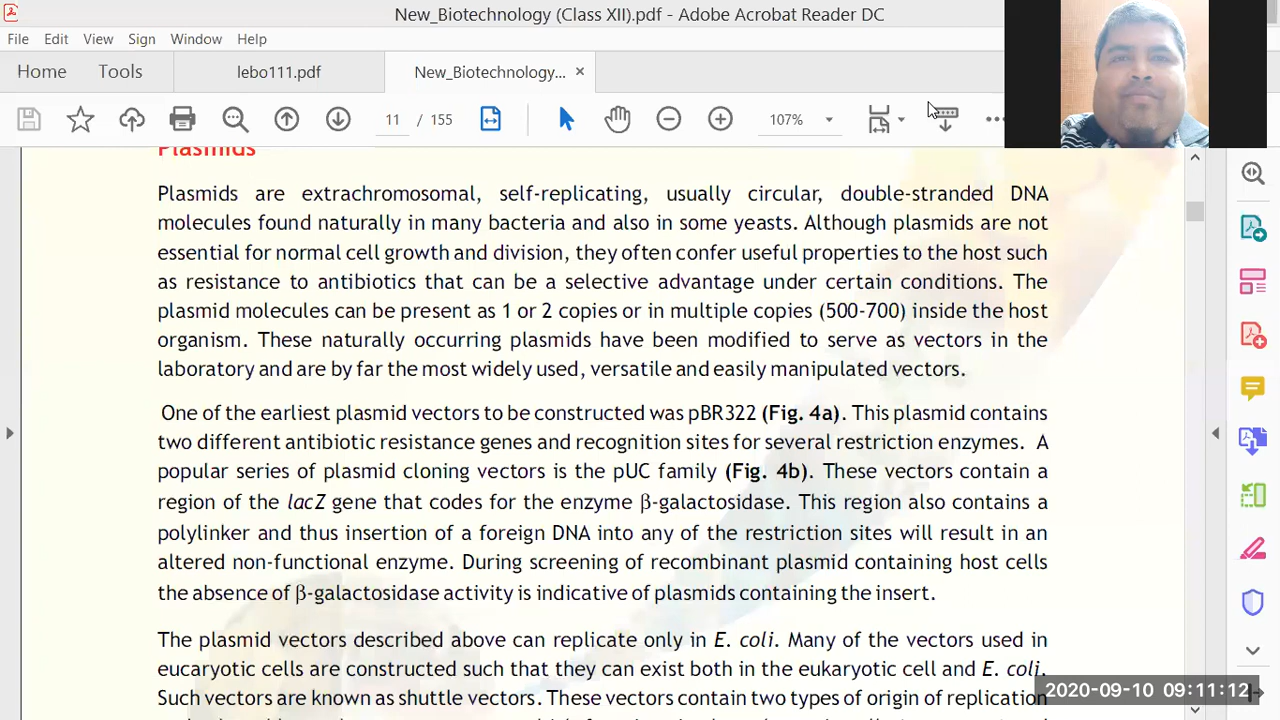 New_Biotechnology (Class XII).pdf - Adobe Acrobat Reader DC
File Edit View Sign Window Help
Home Tools lebo111.pdf New_Biotechnology... ×
11 / 155 107%
Plasmids
Plasmids are extrachromosomal, self-replicating, usually circular, double-stranded DNA
molecules found naturally in many bacteria and also in some yeasts. Although plasmids are not
essential for normal cell growth and division, they often confer useful properties to the host such
as resistance to antibiotics that can be a selective advantage under certain conditions. The
plasmid molecules can be present as 1 or 2 copies or in multiple copies (500-700) inside the host
organism. These naturally occurring plasmids have been modified to serve as vectors in the
laboratory and are by far the most widely used, versatile and easily manipulated vectors.
One of the earliest plasmid vectors to be constructed was pBR322 (Fig. 4a). This plasmid contains
two different antibiotic resistance genes and recognition sites for several restriction enzymes. A
popular series of plasmid cloning vectors is the pUC family (Fig. 4b). These vectors contain a
region of the lacZ gene that codes for the enzyme β-galactosidase. This region also contains a
polylinker and thus insertion of a foreign DNA into any of the restriction sites will result in an
altered non-functional enzyme. During screening of recombinant plasmid containing host cells
the absence of β-galactosidase activity is indicative of plasmids containing the insert.
The plasmid vectors described above can replicate only in E. coli. Many of the vectors used in
eucaryotic cells are constructed such that they can exist both in the eukaryotic cell and E. coli.
Such vectors are known as shuttle vectors. These vectors contain two types of origin of replication
2020-09-10 09:11:12